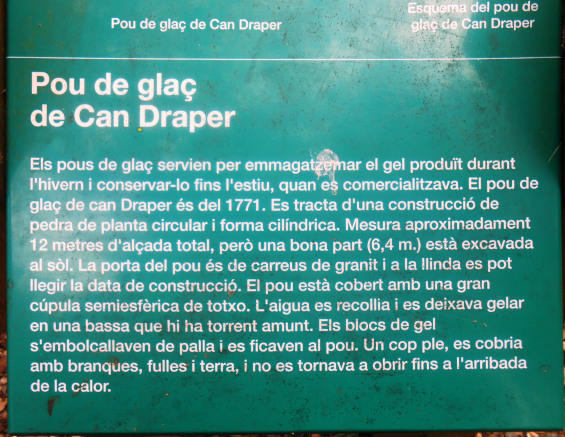 Pou de glaç de Can Draper
Esquema del pou de
glaç de Can Draper
Pou de glaç
de Can Draper
Els pous de glaç servien per emmagatzemar el gel produït durant
l'hivern i conservar-lo fins l'estiu, quan es comercialitzava. El pou de
glaç de can Draper és del 1771. Es tracta d'una construcció de
pedra de planta circular i forma cilíndrica. Mesura aproximadament
12 metres d'alçada total, però una bona part (6,4 m.) està excavada
al sòl. La porta del pou és de carreus de granit i a la llinda es pot
llegir la data de construcció. El pou està cobert amb una gran
cúpula semiesfèrica de totxo. L'aigua es recollia i es deixava gelar
en una bassa que hi ha torrent amunt. Els blocs de gel
s'embolcallaven de palla i es ficaven al pou. Un cop ple, es cobria
amb branques, fulles i terra, i no es tornava a obrir fins a l'arribada
de la calor.